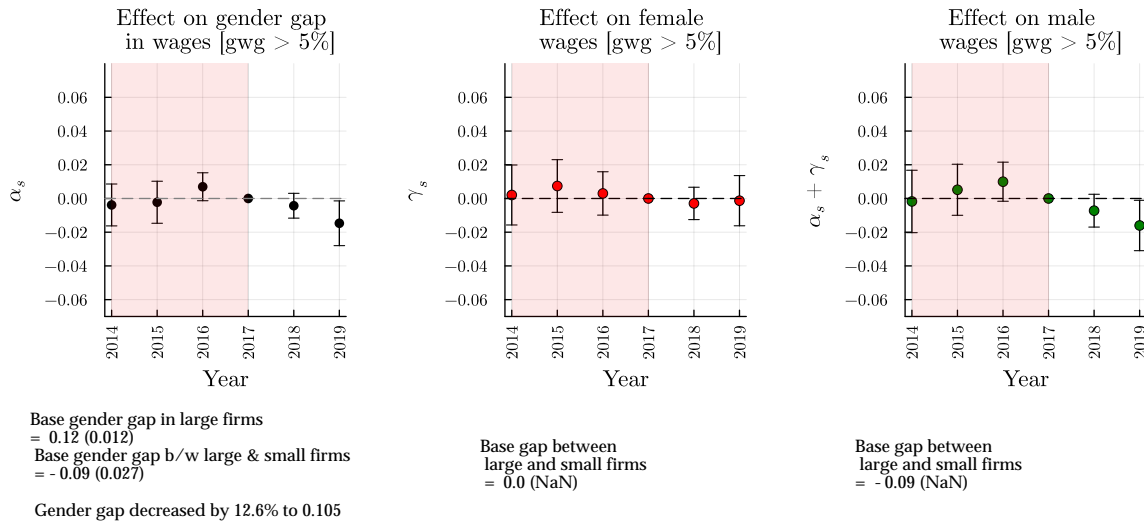 Effect on gender gap
in wages [gwg > 5%]
0.06
0.04
0.02
0.00
−0.02
−0.04
−0.06
α_s
2014
2015
2016
2017
2018
2019
Year
Base gender gap in large firms
= 0.12 (0.012)
Base gender gap b/w large & small firms
= - 0.09 (0.027)
Gender gap decreased by 12.6% to 0.105
Effect on female
wages [gwg > 5%]
0.06
0.04
0.02
0.00
−0.02
−0.04
−0.06
γ_s
2014
2015
2016
2017
2018
2019
Year
Base gap between
large and small firms
= 0.0 (NaN)
Effect on male
wages [gwg > 5%]
0.06
0.04
0.02
0.00
−0.02
−0.04
−0.06
α_s + γ_s
2014
2015
2016
2017
2018
2019
Year
Base gap between
large and small firms
= - 0.09 (NaN)